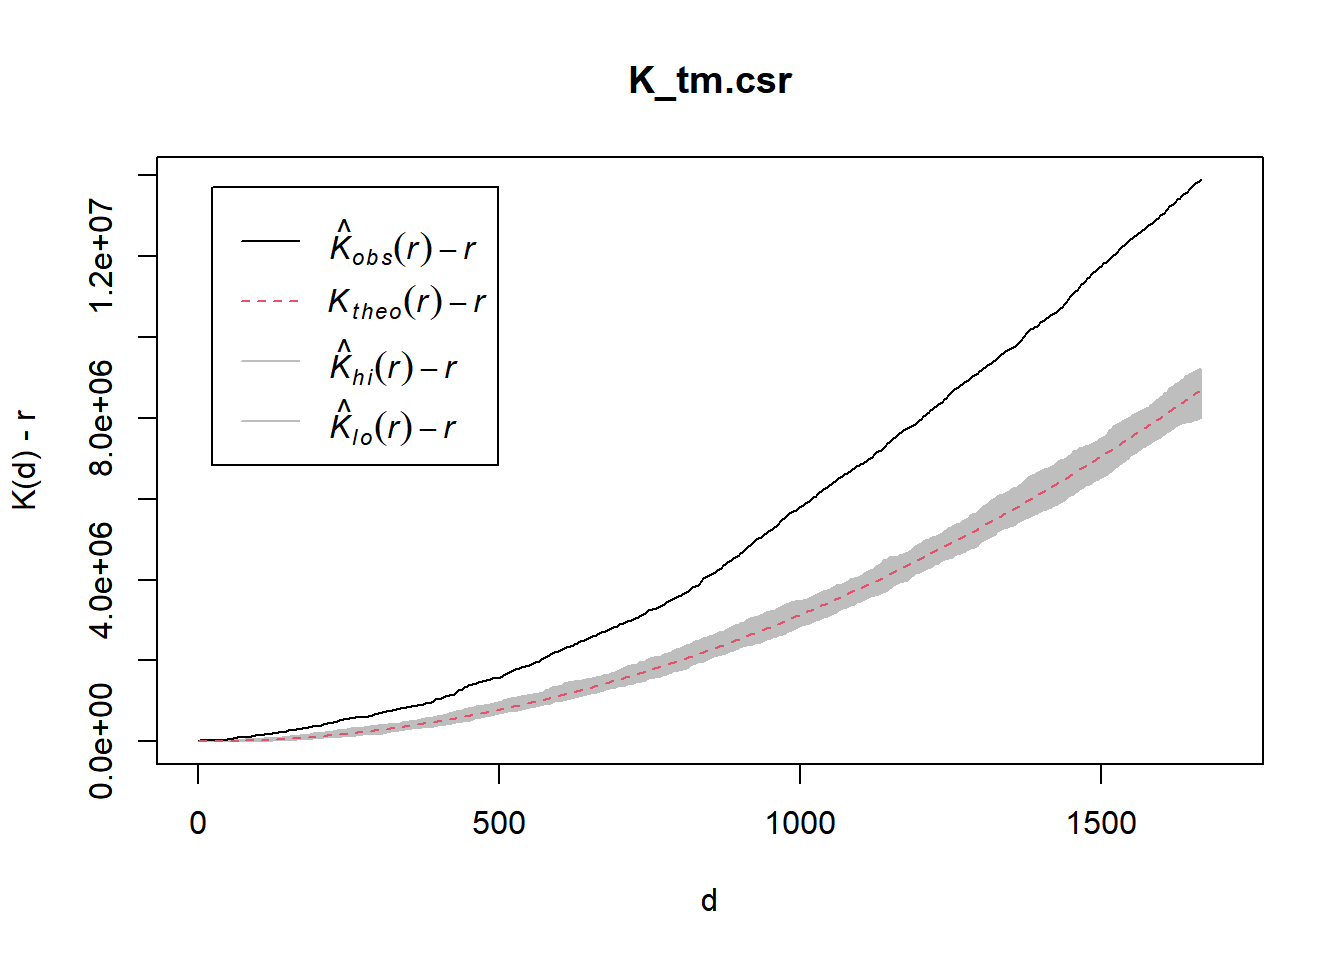 K_tm.csr
K̂obs(r) − r
Ktheo(r) − r
K̂hi(r) − r
K̂lo(r) − r
K(d) - r
0.0e+00
4.0e+06
8.0e+06
1.2e+07
0 500 1000 1500
d